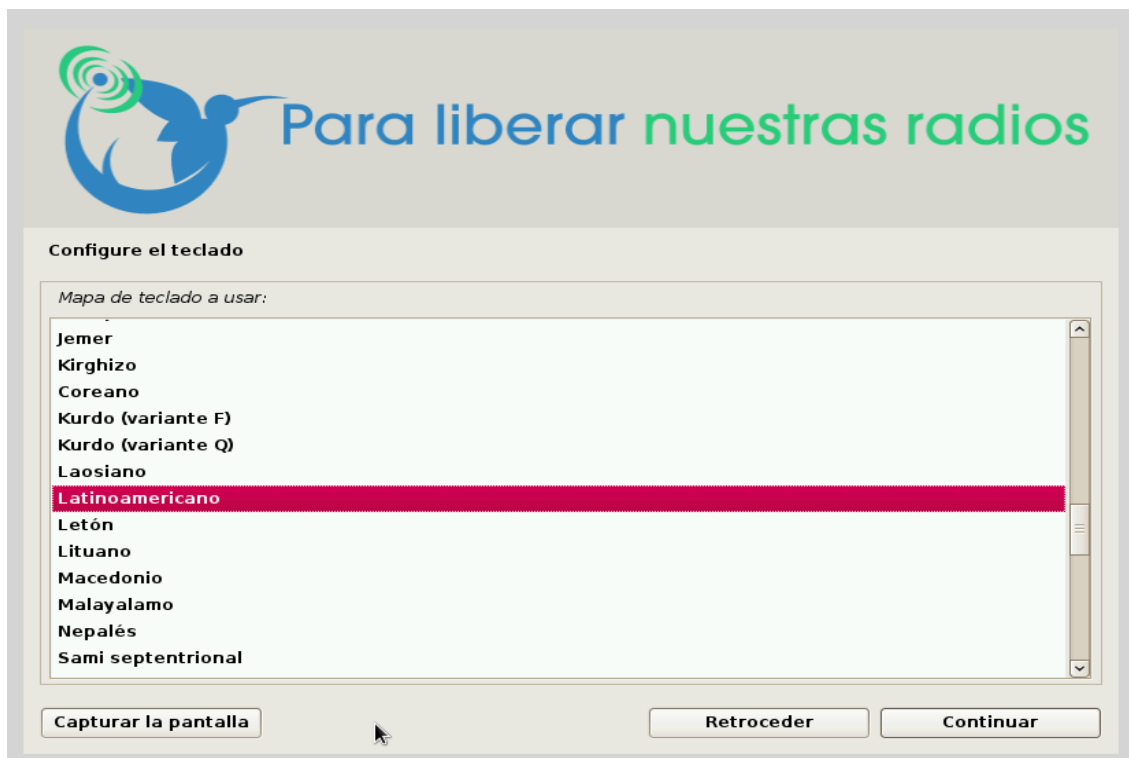 Para liberar nuestras radios
Configure el teclado
Mapa de teclado a usar:
Jemer
Kirghizo
Coreano
Kurdo (variante F)
Kurdo (variante Q)
Laosiano
Latinoamericano
Letón
Lituano
Macedonio
Malayalamo
Nepalés
Sami septentrional
Capturar la pantalla
Retroceder
Continuar